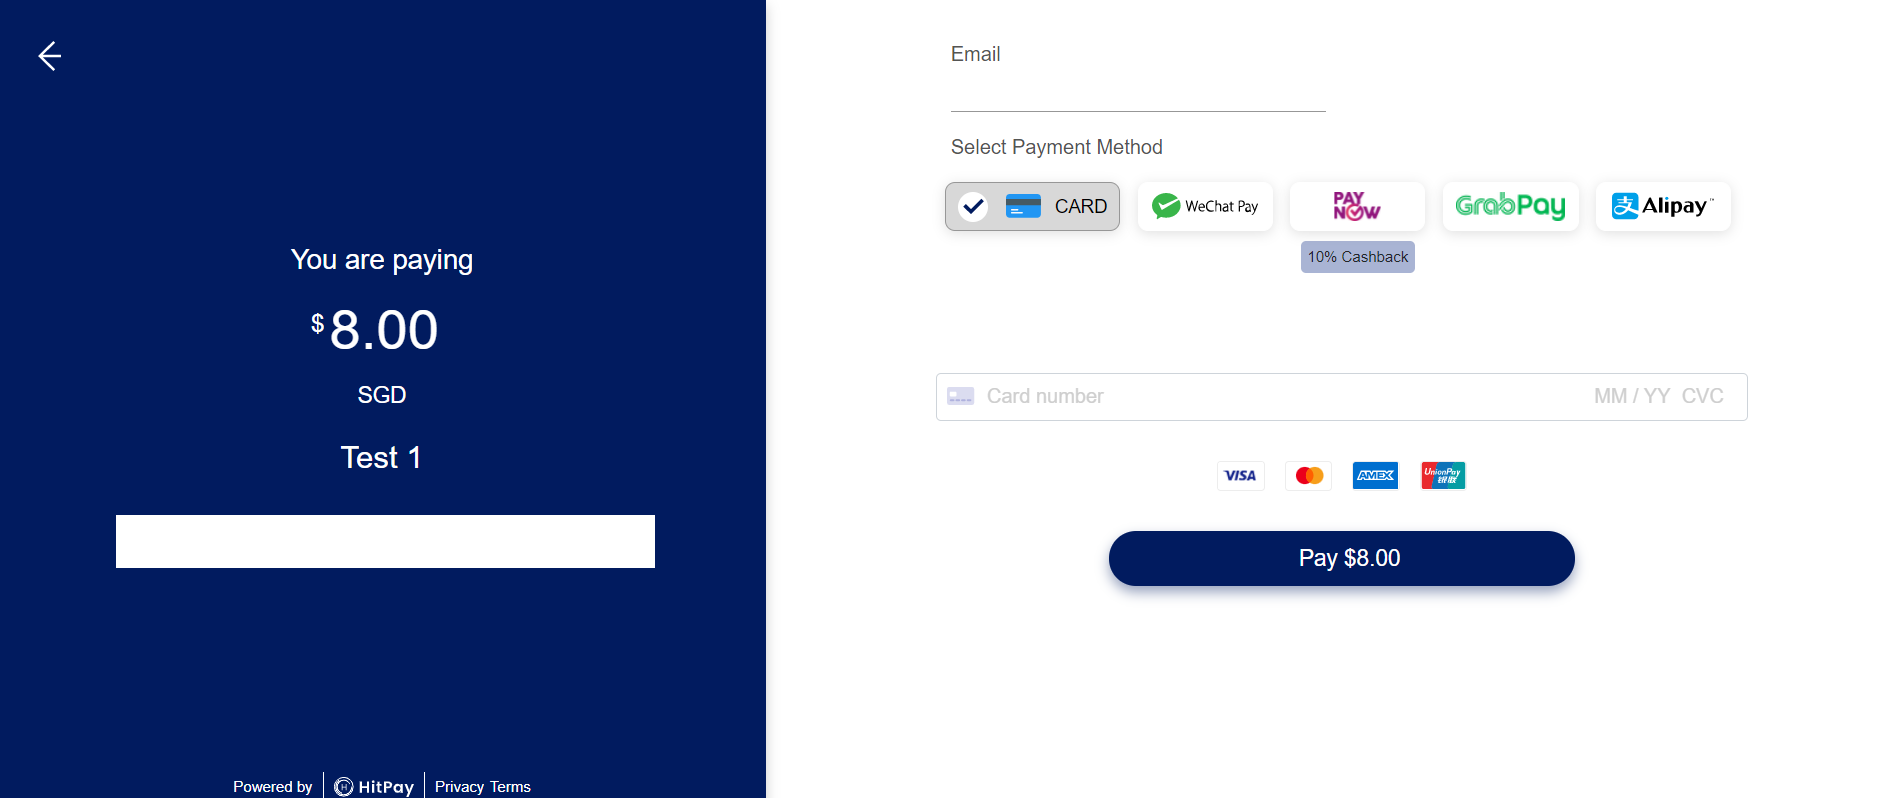 You are paying
$8.00
SGD
Test 1
Powered by HitPay Privacy Terms
Email
Select Payment Method
CARD WeChat Pay PAY NOW GrabPay 支 Alipay™
10% Cashback
Card number MM / YY CVC
VISA AMEX UnionPay 银联
Pay $8.00